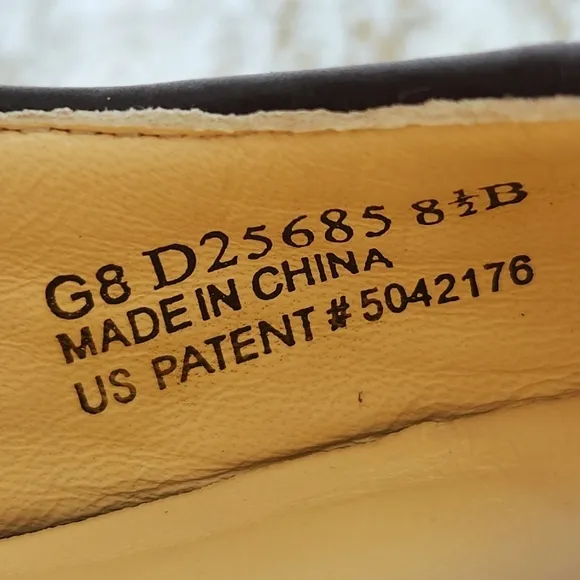 G8 D25685 8½B
MADE IN CHINA
US PATENT # 5042176